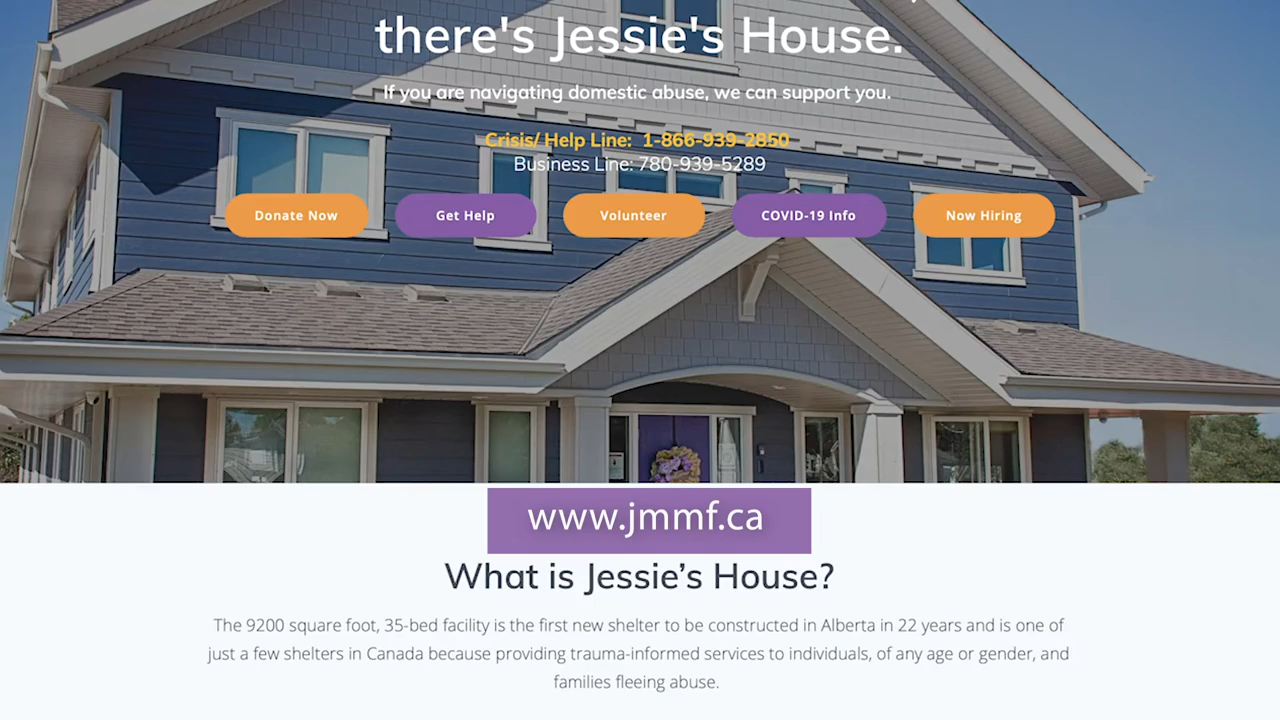 there's Jessie's House.
If you are navigating domestic abuse, we can support you.
Crisis/ Help Line: 1-866-939-2850
Business Line: 780-939-5289
Donate Now
Get Help
Volunteer
COVID-19 Info
Now Hiring
www.jmmf.ca
What is Jessie’s House?
The 9200 square foot, 35-bed facility is the first new shelter to be constructed in Alberta in 22 years and is one of
just a few shelters in Canada because providing trauma-informed services to individuals, of any age or gender, and
families fleeing abuse.